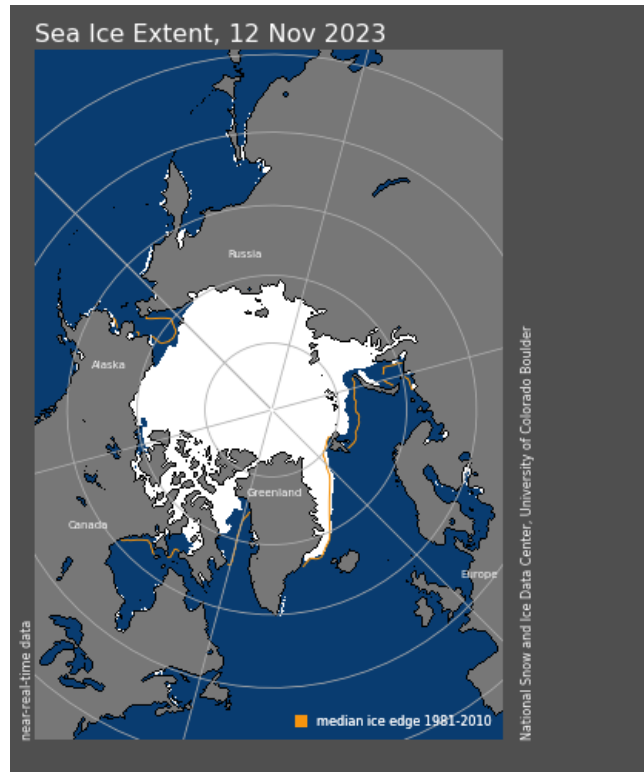 Sea Ice Extent, 12 Nov 2023
Russia
Alaska
Greenland
Canada
Europe
median ice edge 1981-2010
near-real-time data
National Snow and Ice Data Center, University of Colorado Boulder